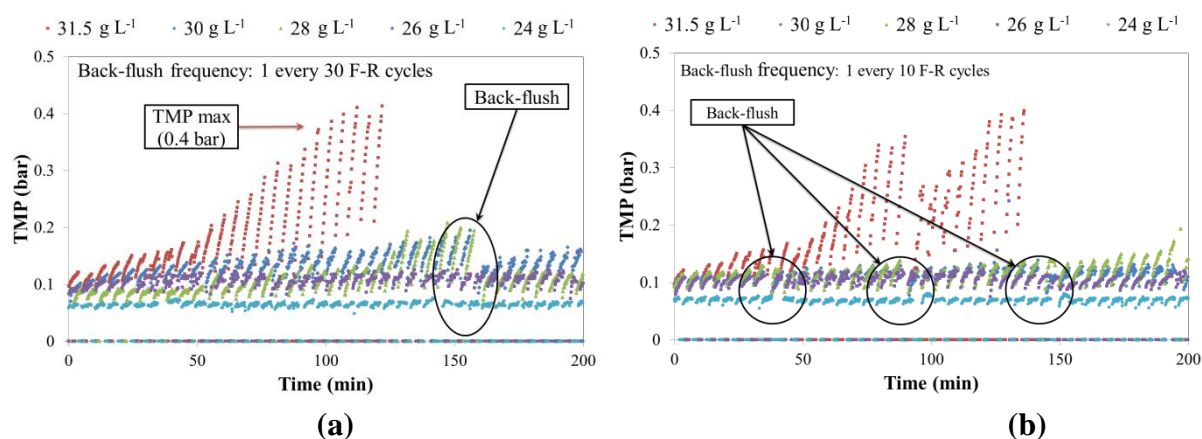 31.5 g L-1 30 g L-1 28 g L-1 26 g L-1 24 g L-1
0.5
Back-flush frequency: 1 every 30 F-R cycles
Back-flush
TMP max
(0.4 bar)
0.4
0.3
0.2
0.1
0
TMP (bar)
0 50 100 150 200
Time (min)
(a)
31.5 g L-1 30 g L-1 28 g L-1 26 g L-1 24 g L-1
0.5
Back-flush frequency: 1 every 10 F-R cycles
Back-flush
0.4
0.3
0.2
0.1
0
TMP (bar)
0 50 100 150 200
Time (min)
(b)